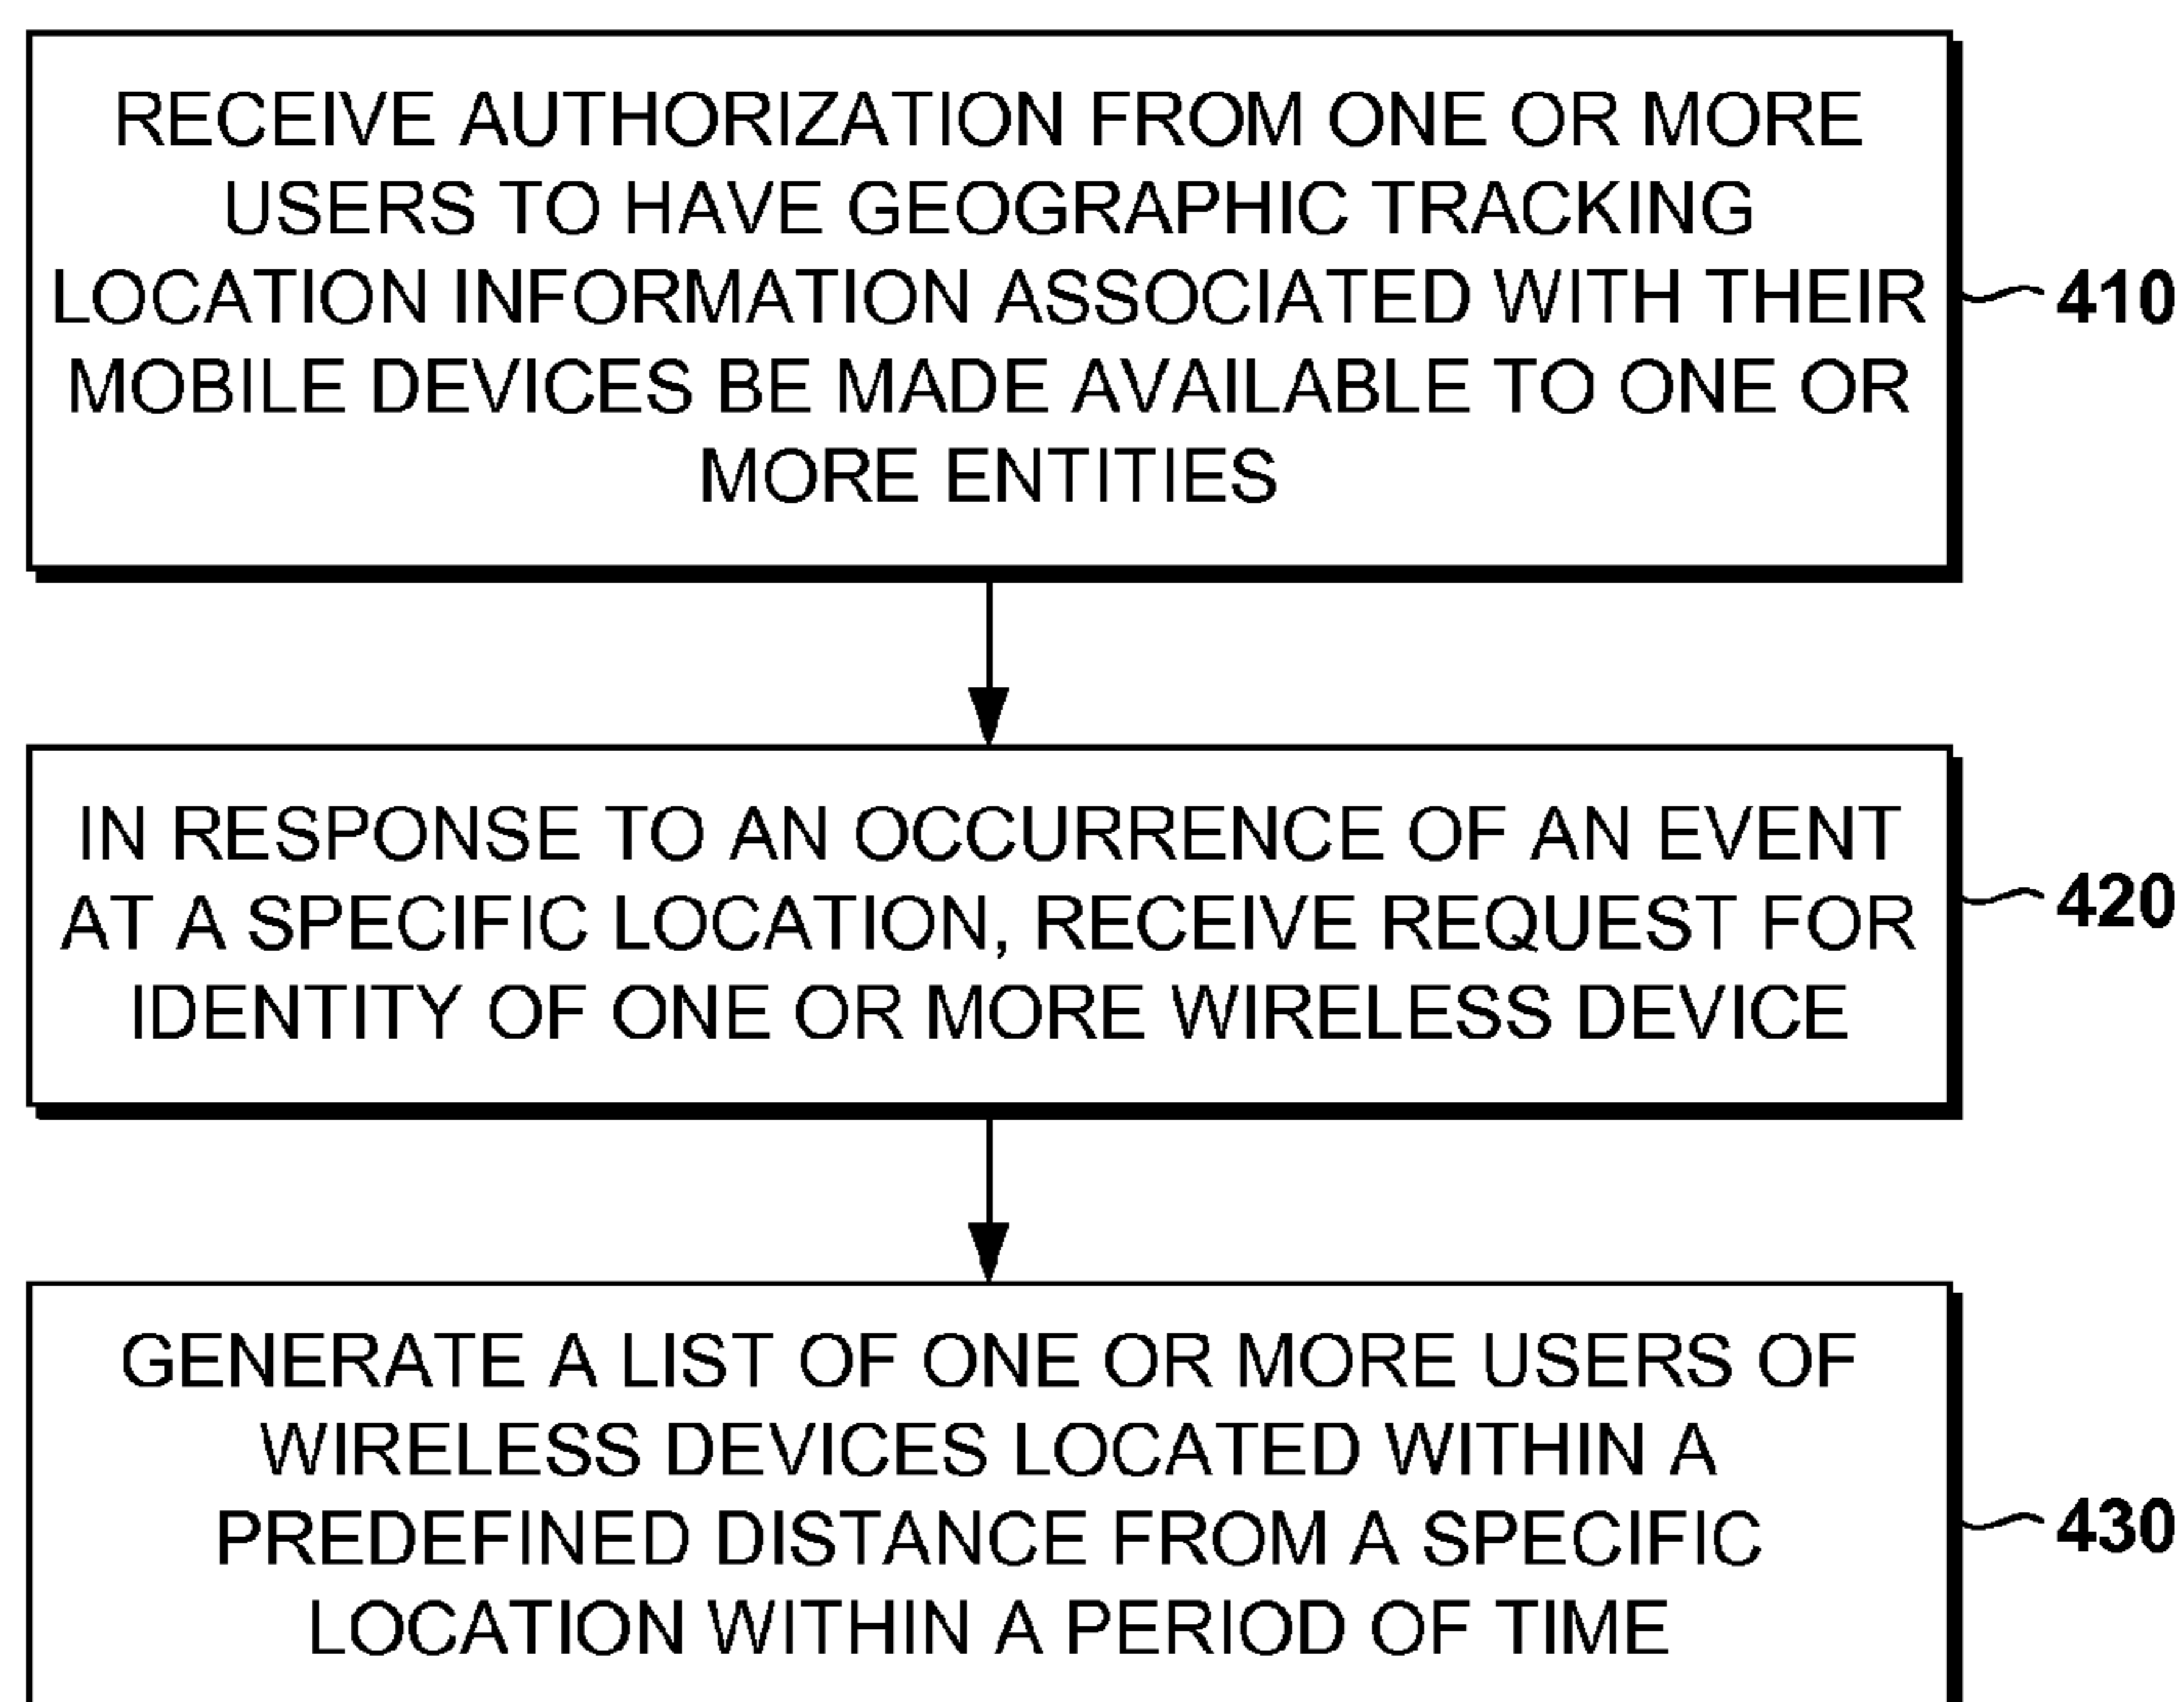 RECEIVE AUTHORIZATION FROM ONE OR MORE
USERS TO HAVE GEOGRAPHIC TRACKING
LOCATION INFORMATION ASSOCIATED WITH THEIR
MOBILE DEVICES BE MADE AVAILABLE TO ONE OR
MORE ENTITIES
410
IN RESPONSE TO AN OCCURRENCE OF AN EVENT
AT A SPECIFIC LOCATION, RECEIVE REQUEST FOR
IDENTITY OF ONE OR MORE WIRELESS DEVICE
420
GENERATE A LIST OF ONE OR MORE USERS OF
WIRELESS DEVICES LOCATED WITHIN A
PREDEFINED DISTANCE FROM A SPECIFIC
LOCATION WITHIN A PERIOD OF TIME
430